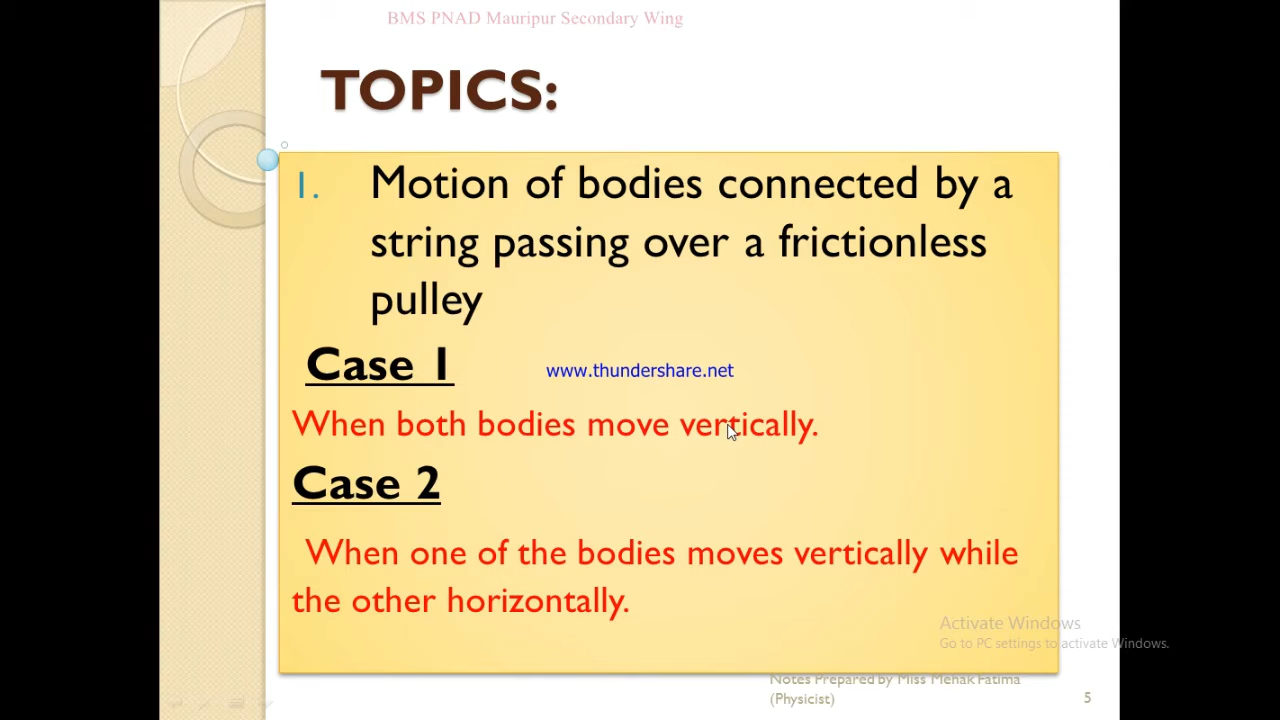 BMS PNAD Mauripur Secondary Wing
TOPICS:
1. Motion of bodies connected by a
string passing over a frictionless
pulley
Case 1
www.thundershare.net
When both bodies move vertically.
Case 2
When one of the bodies moves vertically while
the other horizontally.
Activate Windows
Go to PC settings to activate Windows.
Notes Prepared by Miss Mehak Fatima
(Physicist)
5